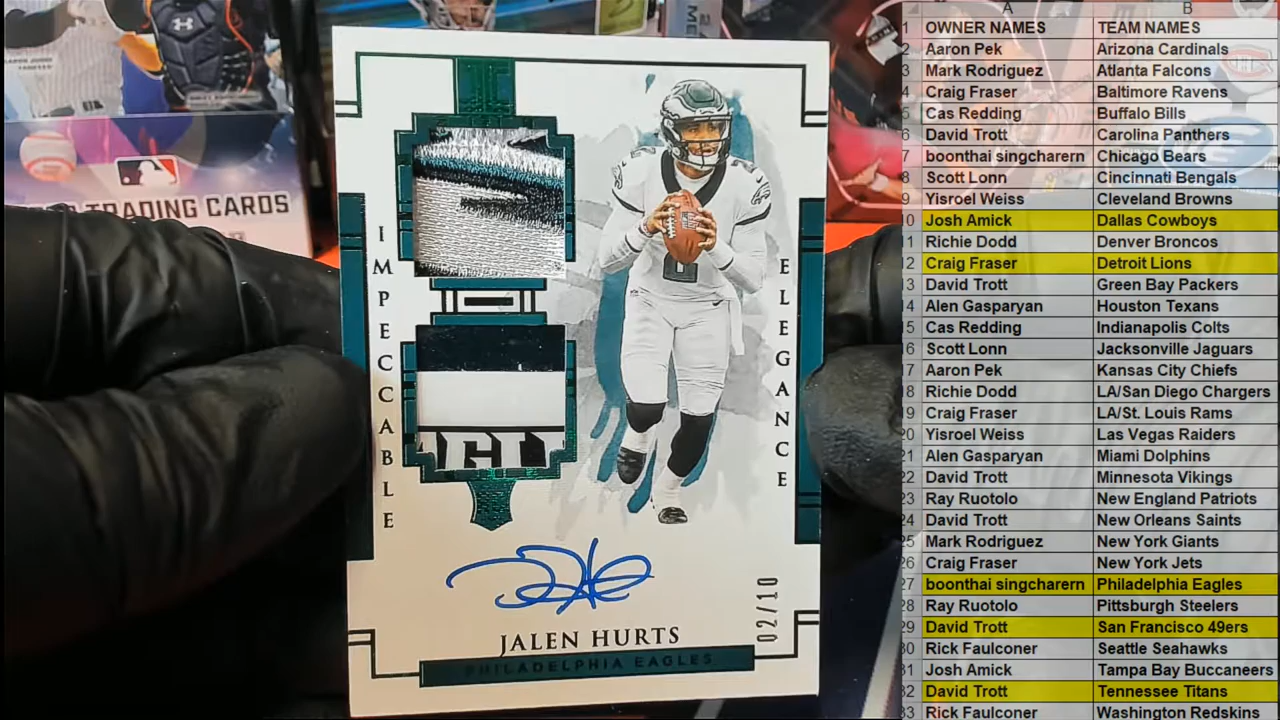 TRADING CARDS
IMPECCABLE
ELEGANCE
02/10
JALEN HURTS
PHILADELPHIA EAGLES
A B
1 OWNER NAMES TEAM NAMES
2 Aaron Pek Arizona Cardinals
3 Mark Rodriguez Atlanta Falcons
4 Craig Fraser Baltimore Ravens
5 Cas Redding Buffalo Bills
6 David Trott Carolina Panthers
7 boonthai singcharern Chicago Bears
8 Scott Lonn Cincinnati Bengals
9 Yisroel Weiss Cleveland Browns
10 Josh Amick Dallas Cowboys
11 Richie Dodd Denver Broncos
12 Craig Fraser Detroit Lions
13 David Trott Green Bay Packers
14 Alen Gasparyan Houston Texans
15 Cas Redding Indianapolis Colts
16 Scott Lonn Jacksonville Jaguars
17 Aaron Pek Kansas City Chiefs
18 Richie Dodd LA/San Diego Chargers
19 Craig Fraser LA/St. Louis Rams
20 Yisroel Weiss Las Vegas Raiders
21 Alen Gasparyan Miami Dolphins
22 David Trott Minnesota Vikings
23 Ray Ruotolo New England Patriots
24 David Trott New Orleans Saints
25 Mark Rodriguez New York Giants
26 Craig Fraser New York Jets
27 boonthai singcharern Philadelphia Eagles
28 Ray Ruotolo Pittsburgh Steelers
29 David Trott San Francisco 49ers
30 Rick Faulconer Seattle Seahawks
31 Josh Amick Tampa Bay Buccaneers
32 David Trott Tennessee Titans
33 Rick Faulconer Washington Redskins